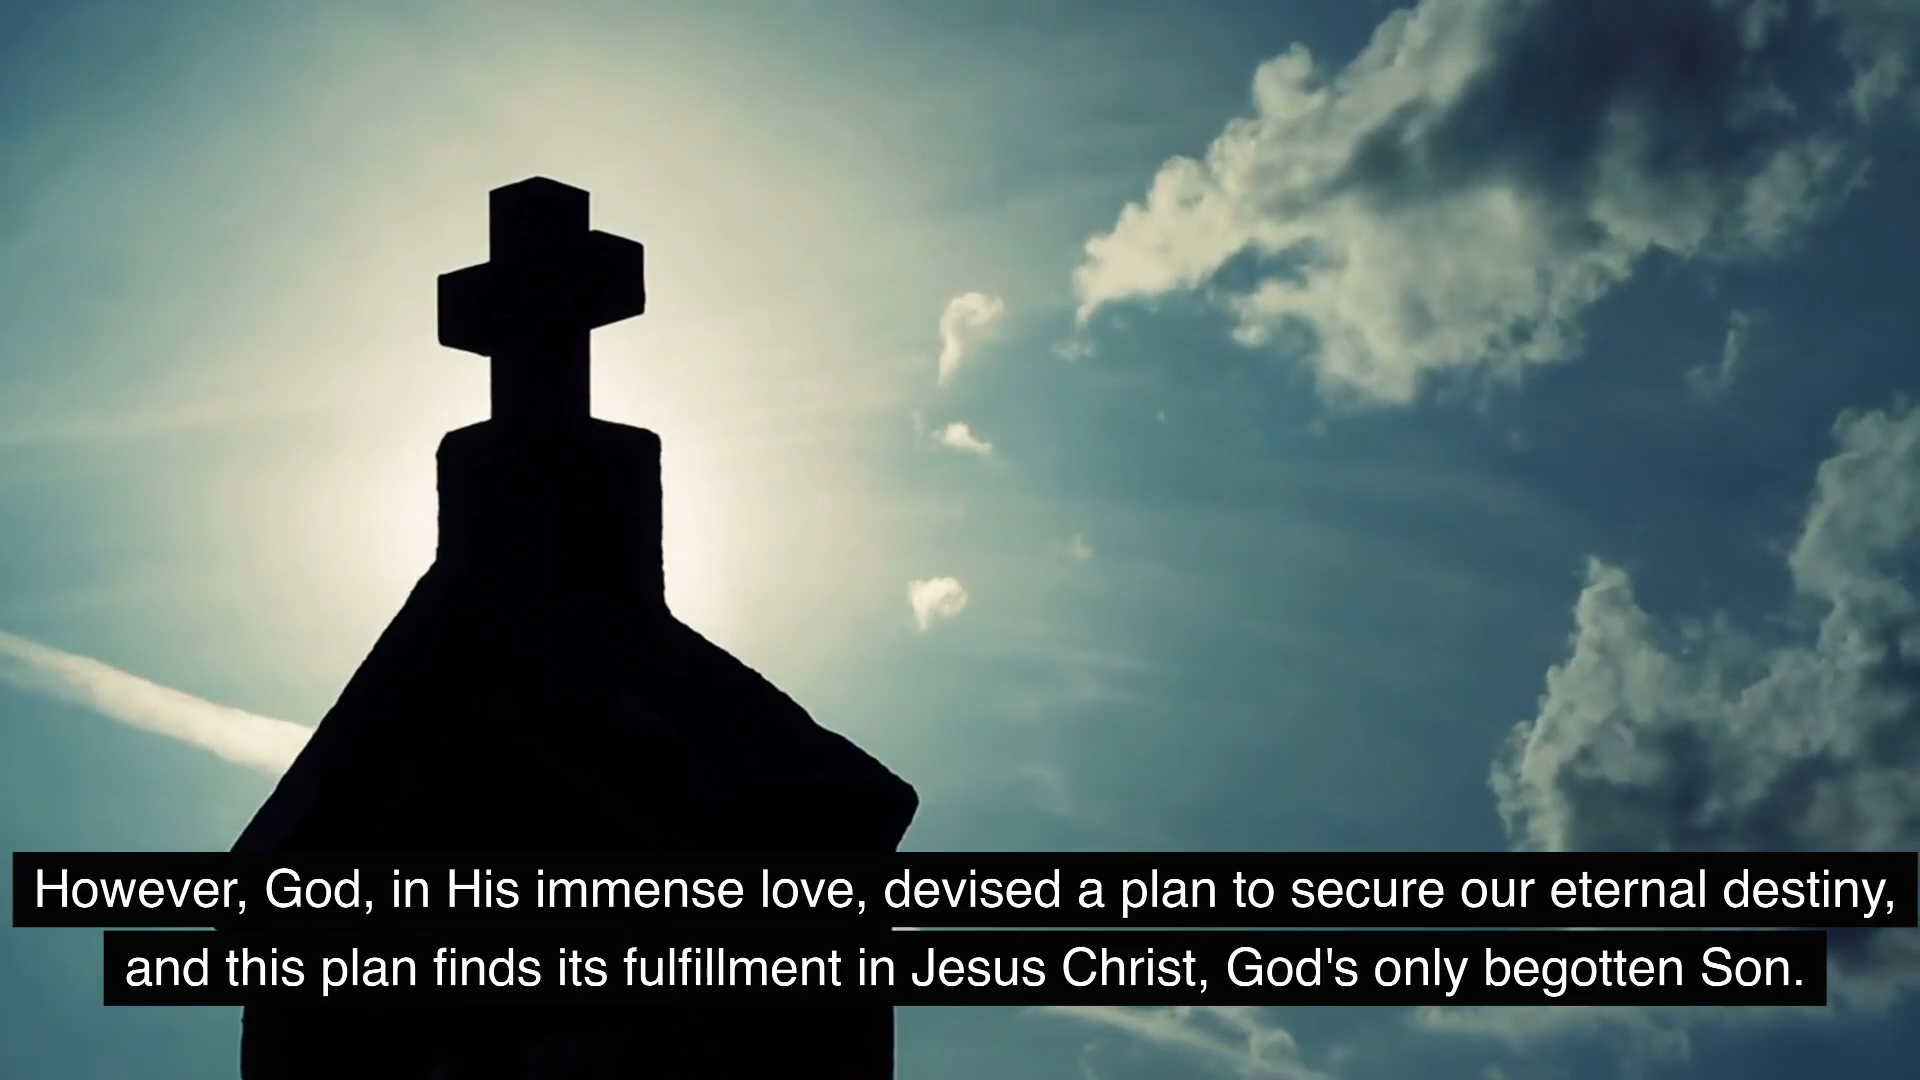 However, God, in His immense love, devised a plan to secure our eternal destiny,
and this plan finds its fulfillment in Jesus Christ, God's only begotten Son.